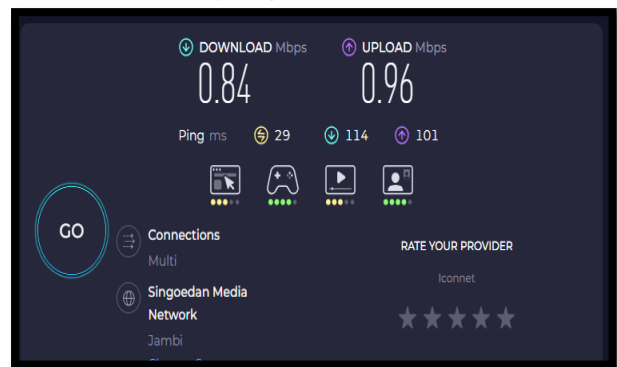 DOWNLOAD Mbps
0.84
UPLOAD Mbps
0.96
Ping ms 29 114 101
GO
Connections
Multi
Singoedan Media
Network
Jambi
RATE YOUR PROVIDER
Iconnet